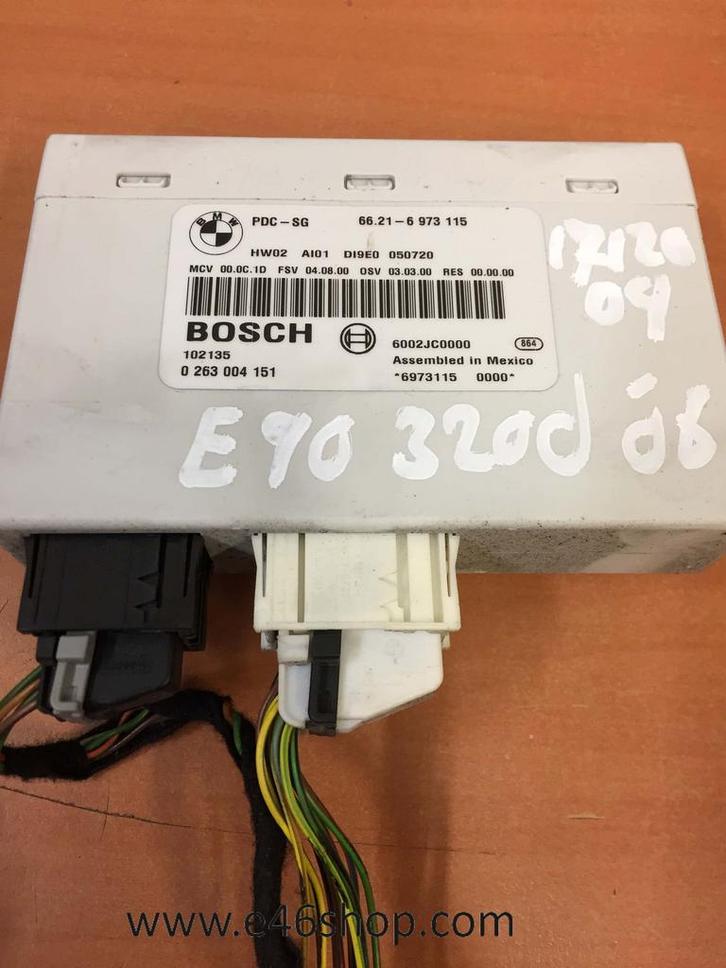 BMW
PDC-SG 66.21-6 973 115
HW02 AI01 DI9E0 050720
MCV 00.0C.1D FSV 04.08.00 OSV 03.03.00 RES 00.00.00
BOSCH
6002JC0000 864
102135 Assembled in Mexico
0 263 004 151 *6973115 0000*
09
E90 320d 06
www.e46shop.com